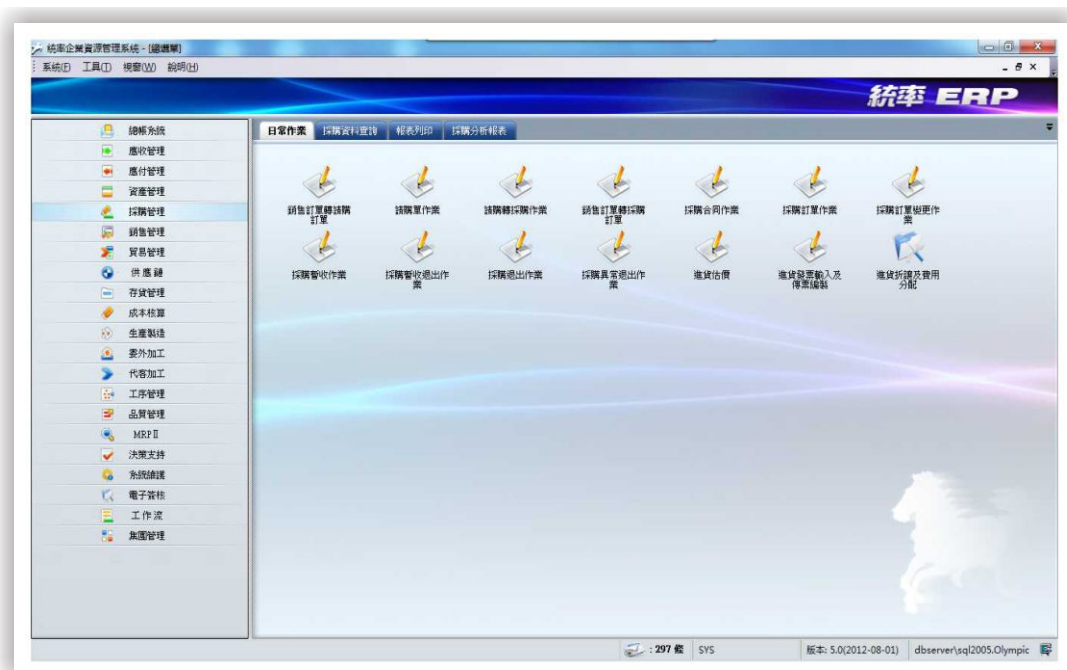 統率企業資源管理系統 - [總選單]
系統(F) 工具(T) 視窗(W) 說明(H)
統率 ERP
總帳系統
應收管理
應付管理
資產管理
採購管理
銷售管理
貿易管理
供應鏈
存貨管理
成本核算
生產製造
委外加工
代客加工
工序管理
品質管理
MRPⅡ
決策支持
系統維護
電子簽核
工作流
集團管理
日常作業 採購資料查詢 報表列印 採購分析報表
銷售訂單轉請購
訂單
請購單作業
請購轉採購作業
銷售訂單轉採購
訂單
採購合同作業
採購訂單作業
採購訂單變更作
業
採購暫收作業
採購暫收退出作
業
採購退出作業
採購異常退出作
業
進貨估價
進貨發票輸入及
傳票編製
進貨折讓及費用
分配
: 297 條 SYS 版本: 5.0(2012-08-01) dbserver\sql2005.Olympic